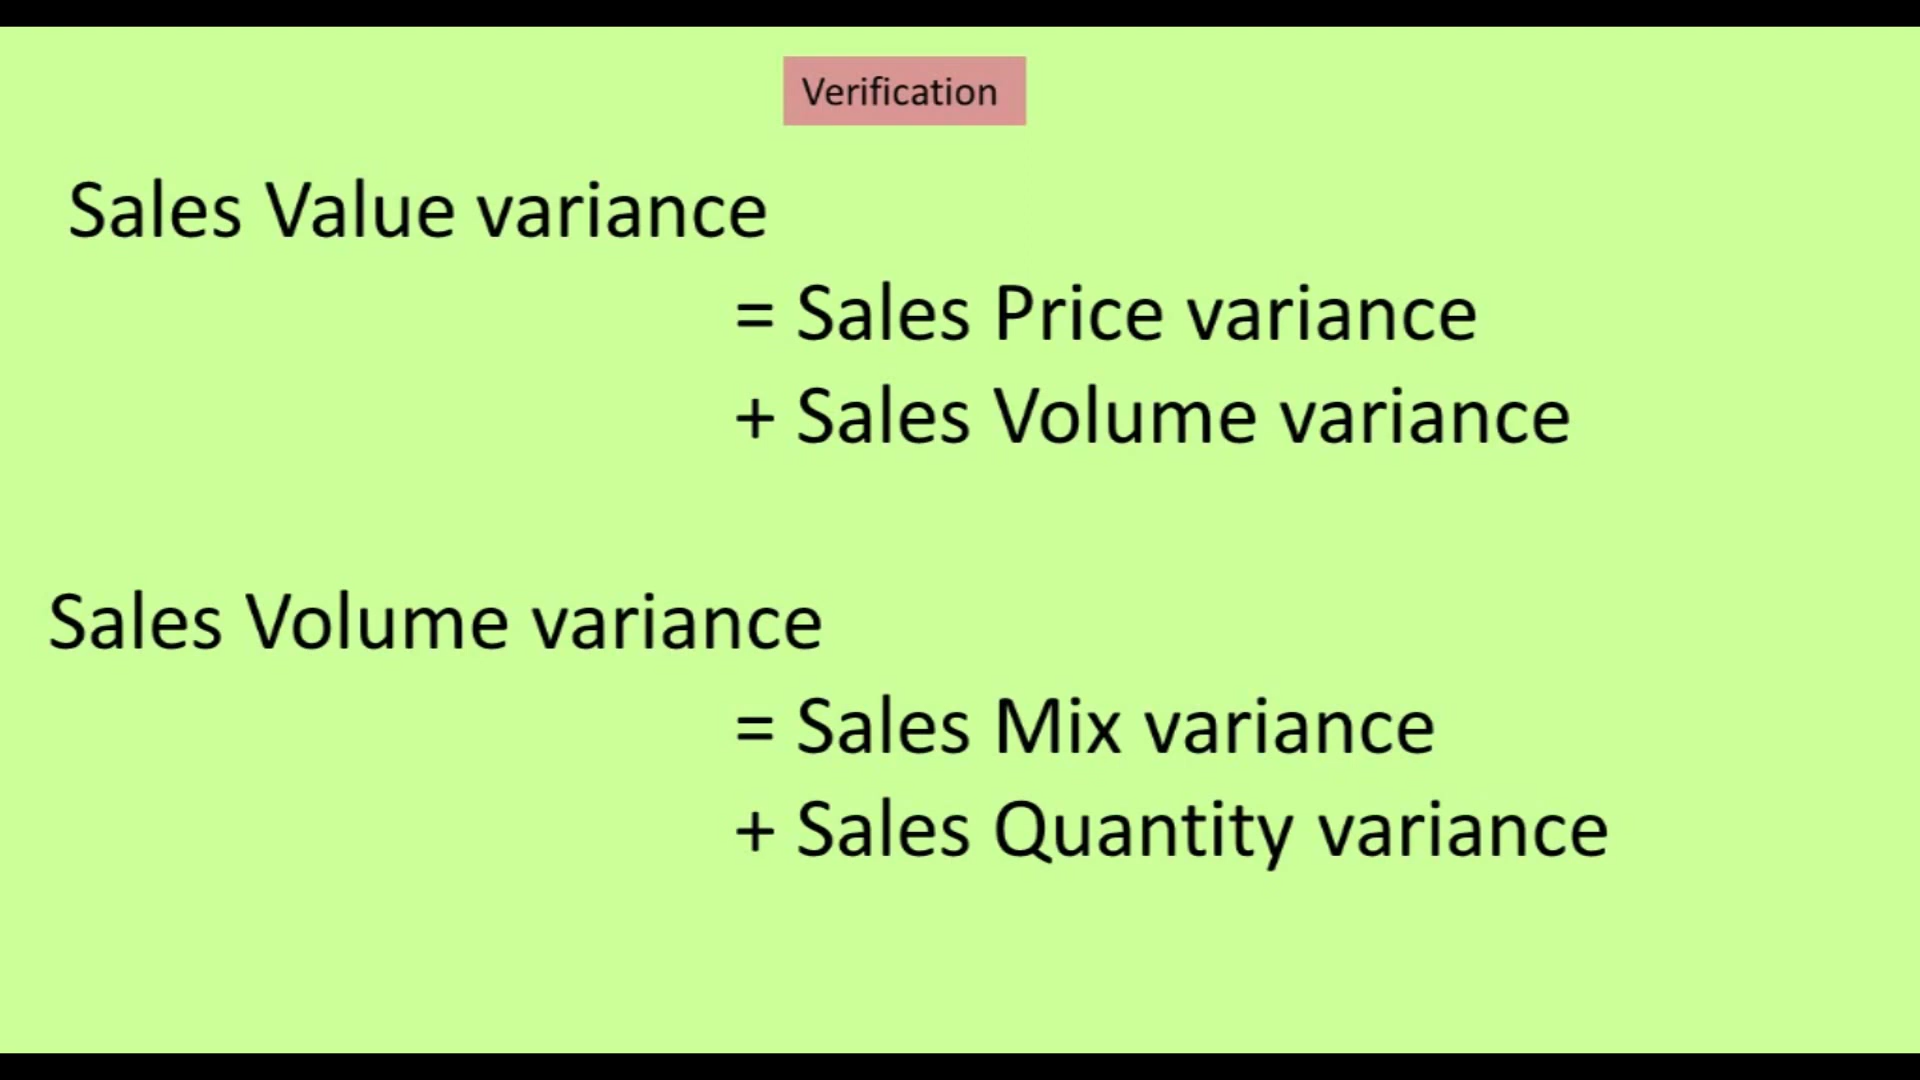 Verification
Sales Value variance
= Sales Price variance
+ Sales Volume variance
Sales Volume variance
= Sales Mix variance
+ Sales Quantity variance